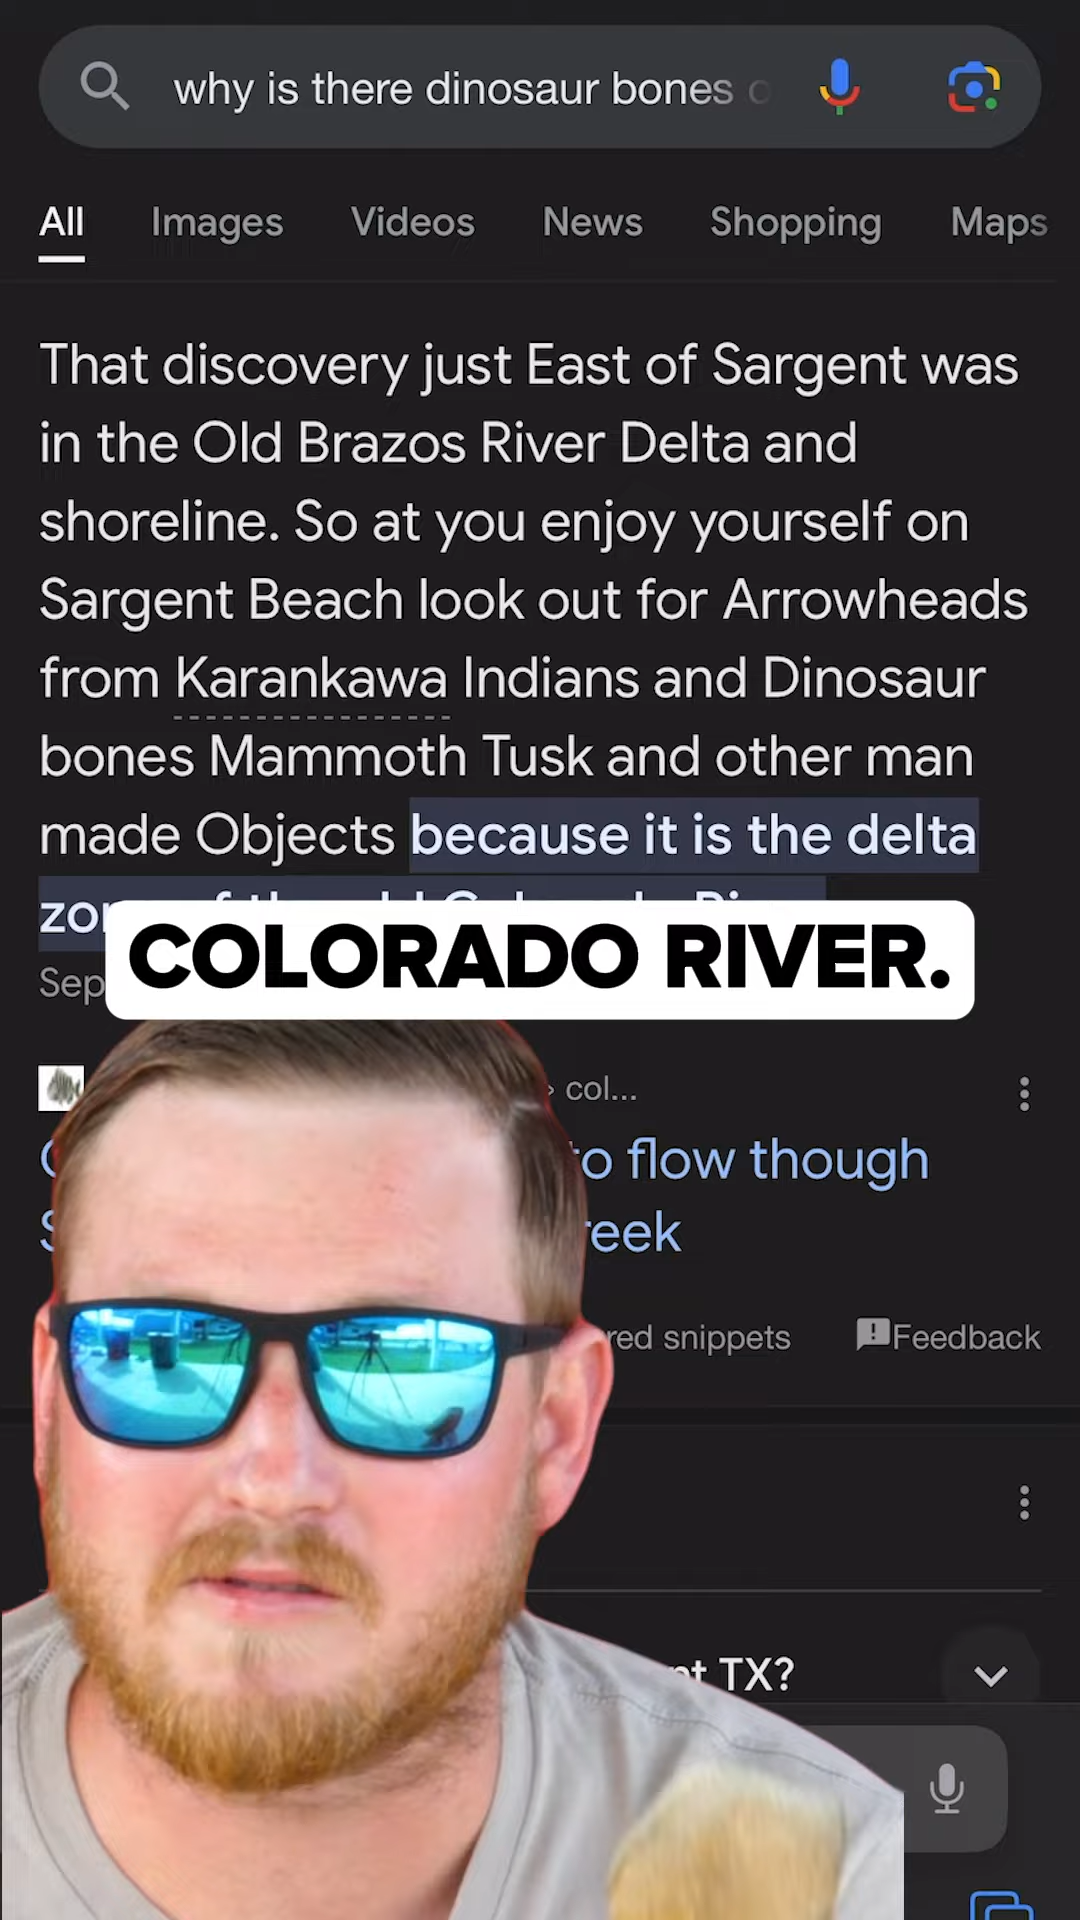 why is there dinosaur bones
All Images Videos News Shopping Maps
That discovery just East of Sargent was
in the Old Brazos River Delta and
shoreline. So at you enjoy yourself on
Sargent Beach look out for Arrowheads
from Karankawa Indians and Dinosaur
bones Mammoth Tusk and other man
made Objects because it is the delta
COLORADO RIVER.
Sep
› col...
to flow though
reek
snippets Feedback
TX?